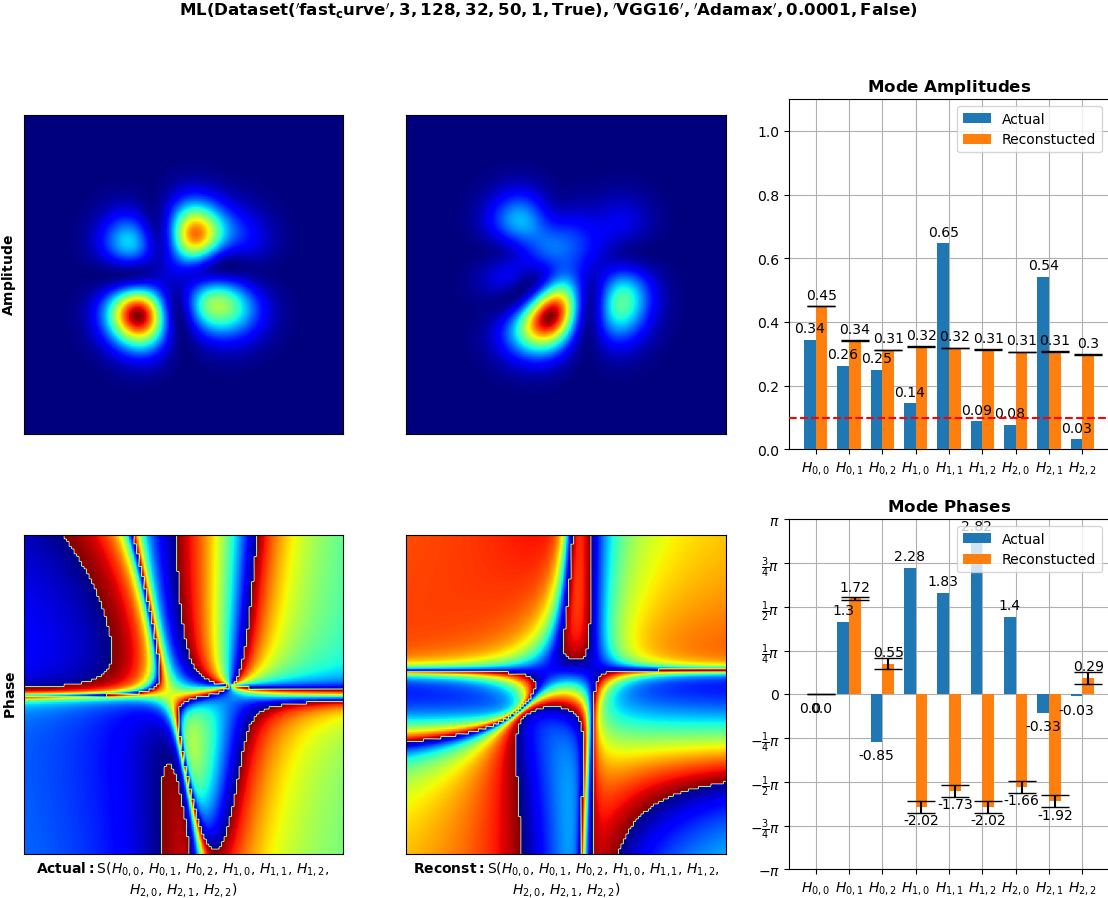 ML(Dataset('fast_curve', 3, 128, 32, 50, 1, True), 'VGG16', 'Adamax', 0.0001, False)
Amplitude
Mode Amplitudes
Actual
Reconstucted
1.0
0.8
0.6
0.4
0.2
0.0
0.34
0.26
0.25
0.14
0.65
0.09
0.08
0.54
0.03
0.45
0.34
0.31
0.32
0.32
0.31
0.31
0.31
0.3
H0,0 H0,1 H0,2 H1,0 H1,1 H1,2 H2,0 H2,1 H2,2
Phase
Actual: S(H0,0, H0,1, H0,2, H1,0, H1,1, H1,2,
H2,0, H2,1, H2,2)
Reconst: S(H0,0, H0,1, H0,2, H1,0, H1,1, H1,2,
H2,0, H2,1, H2,2)
Mode Phases
Actual
Reconstucted
π
3/4π
1/2π
1/4π
0
−1/4π
−1/2π
−3/4π
−π
0.0
1.3
-0.85
2.28
1.83
2.82
1.4
-0.33
-0.03
0.0
1.72
0.55
-2.02
-1.73
-2.02
-1.66
-1.92
0.29
H0,0 H0,1 H0,2 H1,0 H1,1 H1,2 H2,0 H2,1 H2,2